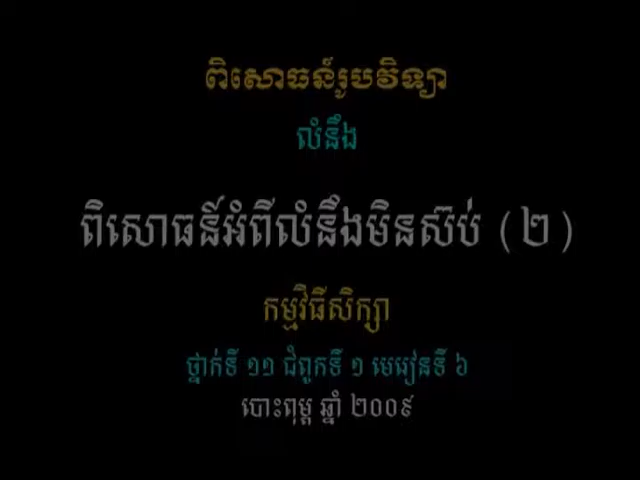 ពិសោធន៍រូបវិទ្យា
លំនឹង
ពិសោធន៍អំពីលំនឹងមិនស៊ប់ (២)
កម្មវិធីសិក្សា
ថ្នាក់ទី ១១ ជំពូកទី ១ មេរៀនទី ៦
បោះពុម្ព ឆ្នាំ ២០០៩